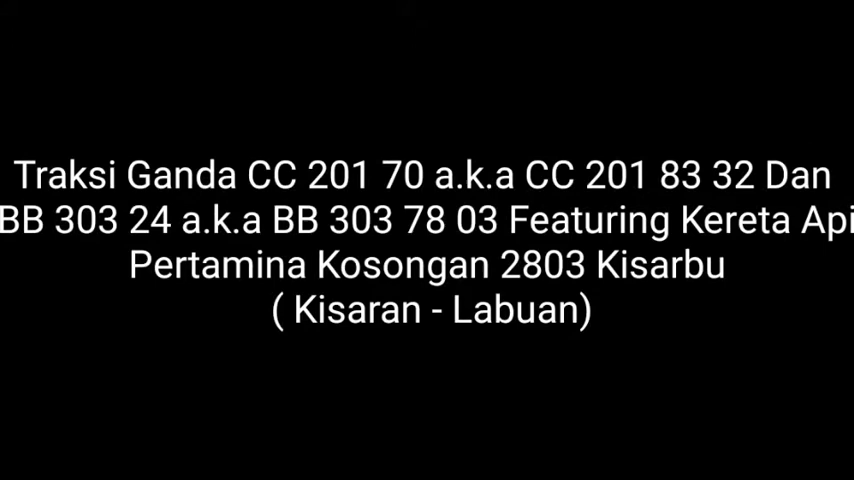 Traksi Ganda CC 201 70 a.k.a CC 201 83 32 Dan
BB 303 24 a.k.a BB 303 78 03 Featuring Kereta Api
Pertamina Kosongan 2803 Kisarbu
( Kisaran - Labuan)